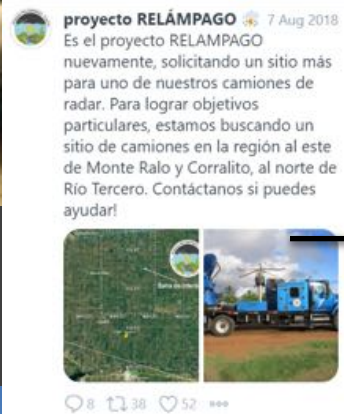 proyecto RELÁMPAGO 7 Aug 2018
Es el proyecto RELAMPAGO
nuevamente, solicitando un sitio más
para uno de nuestros camiones de
radar. Para lograr objetivos
particulares, estamos buscando un
sitio de camiones en la región al este
de Monte Ralo y Corralito, al norte de
Río Tercero. Contáctanos si puedes
ayudar!
8 38 52